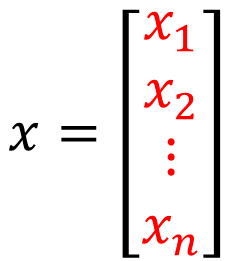 x = [x₁
x₂
⋮
xₙ]